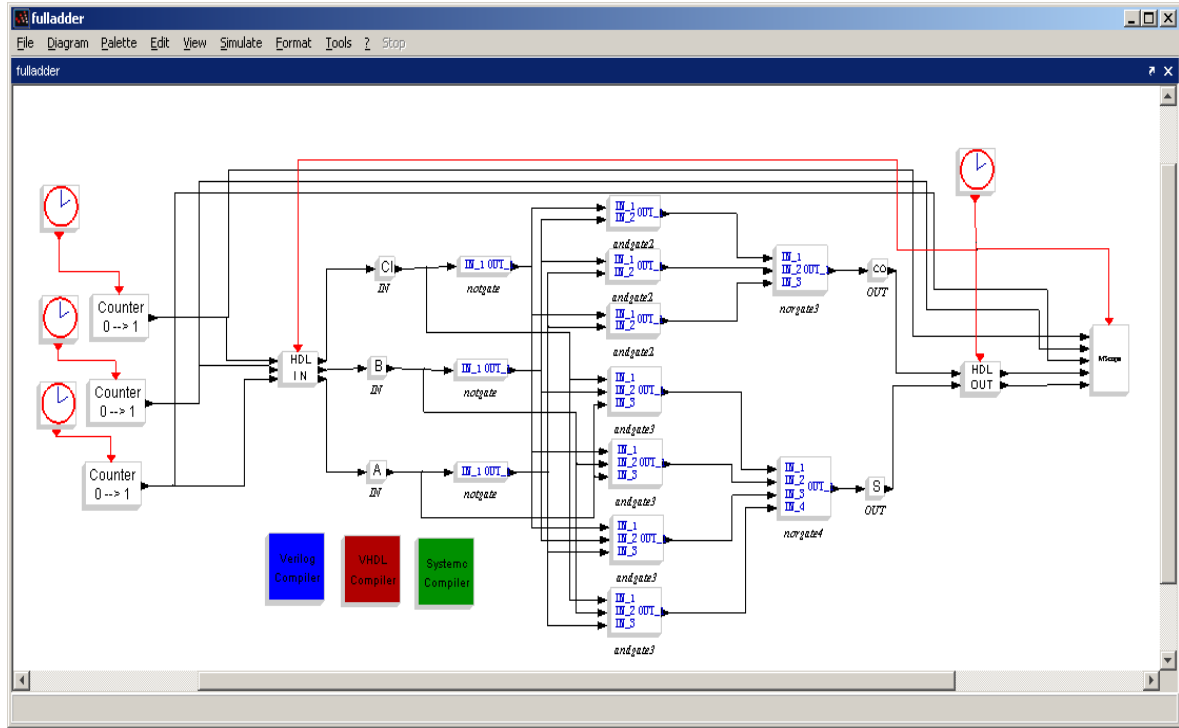 fulladder
File Diagram Palette Edit View Simulate Format Tools ? Stop
fulladder
Counter
0 --> 1
Counter
0 --> 1
Counter
0 --> 1
HDL
IN
CI
IN
B
IN
A
IN
IN_1 OUT_
notgate
IN_1 OUT_
notgate
IN_1 OUT_
notgate
IN_1 OUT_
IN_2
andgate2
IN_1 OUT_
IN_2
andgate2
IN_1 OUT_
IN_2
andgate2
IN_1
IN_2 OUT_
IN_3
andgate3
IN_1
IN_2 OUT_
IN_3
andgate3
IN_1
IN_2 OUT_
IN_3
andgate3
IN_1
IN_2 OUT_
IN_3
andgate3
IN_1
IN_2 OUT_
IN_3
norgate3
IN_1
IN_2
OUT_
IN_3
IN_4
norgate4
CO
OUT
S
OUT
HDL
OUT
MScope
Verilog
Compiler
VHDL
Compiler
Systemc
Compiler